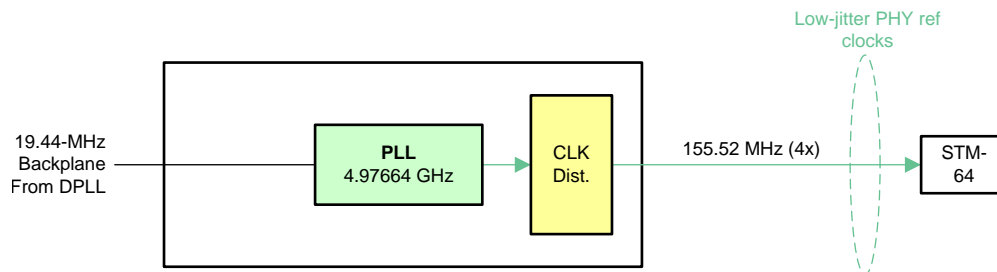 Low-jitter PHY ref
clocks
19.44-MHz
Backplane
From DPLL
PLL
4.97664 GHz
CLK
Dist.
155.52 MHz (4x)
STM-
64